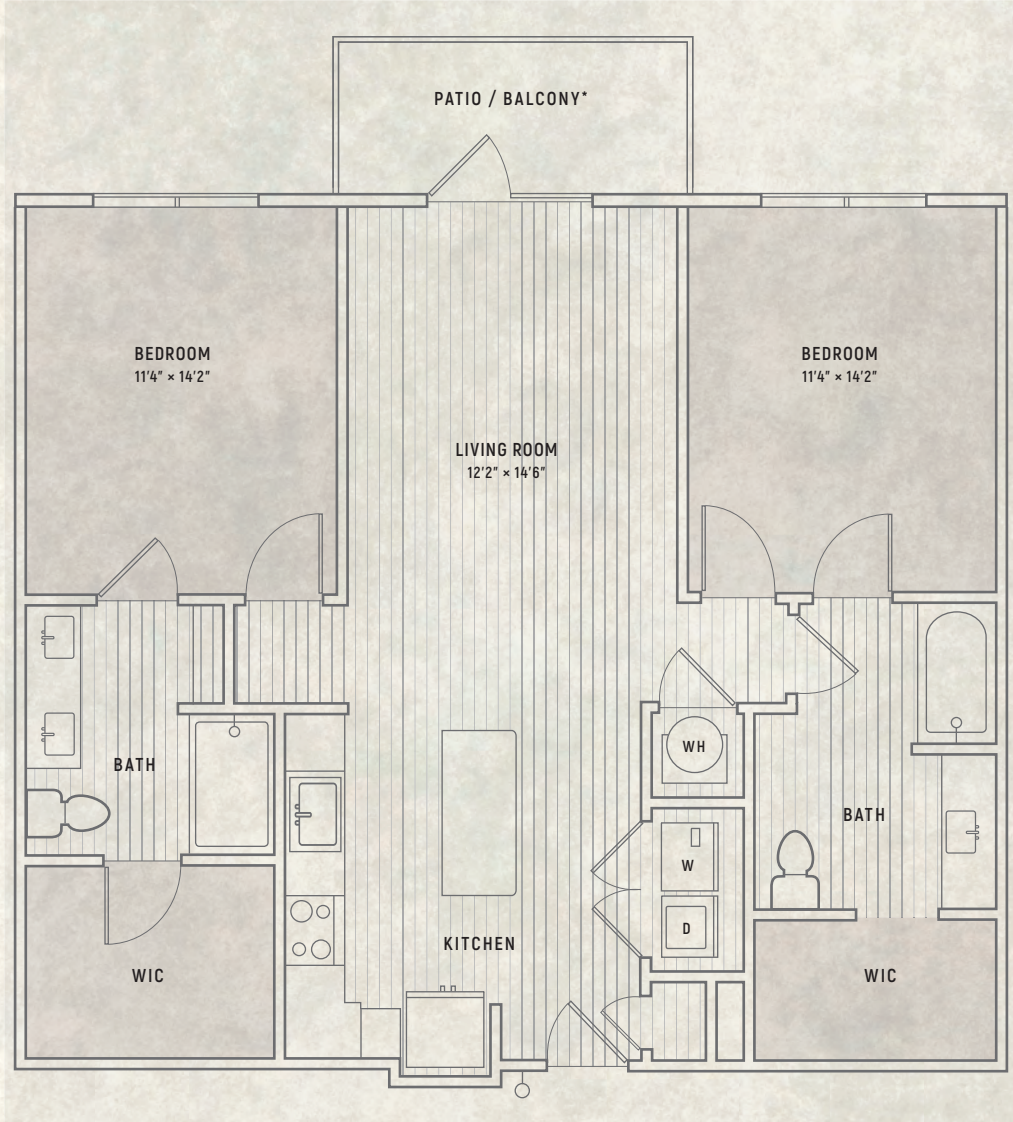 PATIO / BALCONY*
BEDROOM
11'4" × 14'2"
BEDROOM
11'4" × 14'2"
LIVING ROOM
12'2" × 14'6"
WH
BATH
BATH
W
D
KITCHEN
WIC
WIC